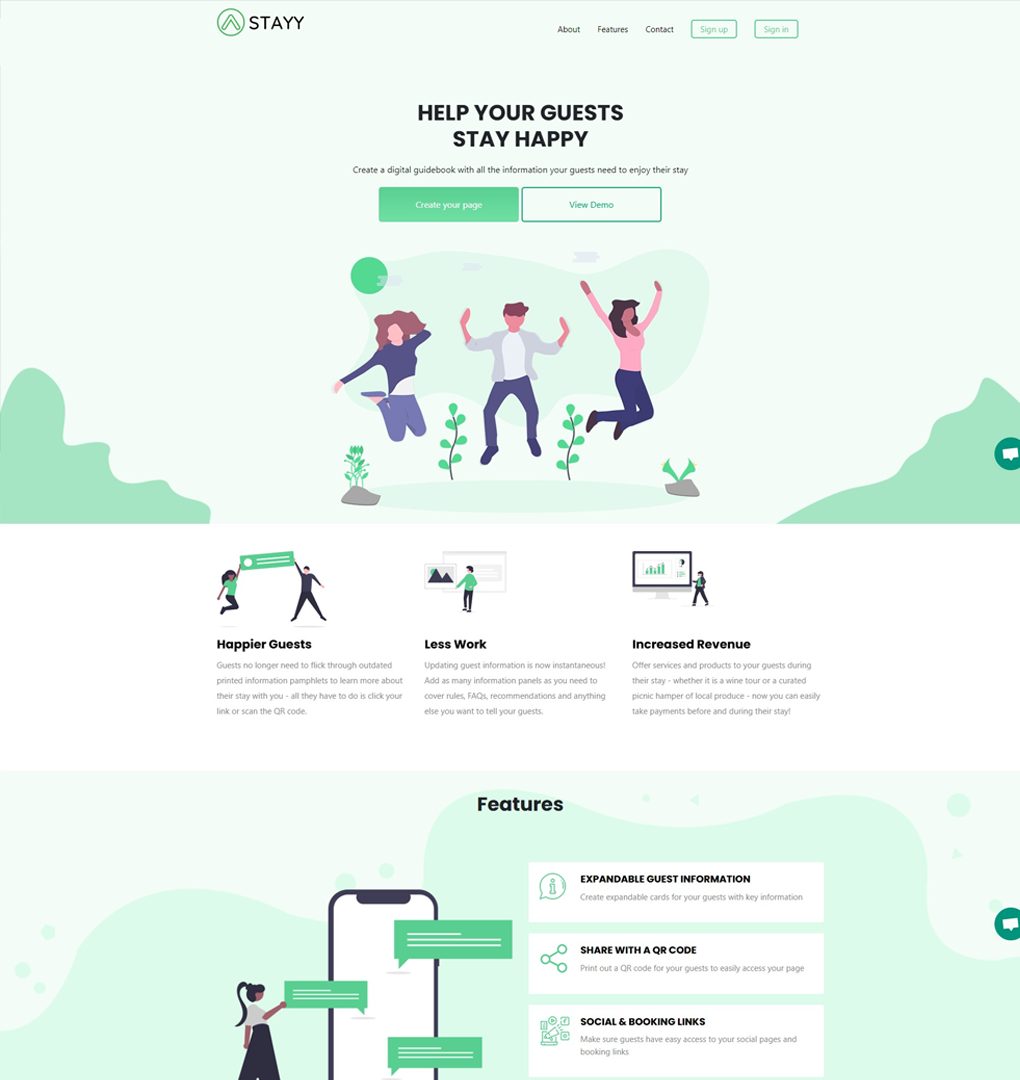 STAYY
About Features Contact Sign up Sign in
HELP YOUR GUESTS
STAY HAPPY
Create a digital guidebook with all the information your guests need to enjoy their stay
Create your page View Demo
Happier Guests
Guests no longer need to flick through outdated
printed information pamphlets to learn more about
their stay with you - all they have to do is click your
link or scan the QR code.
Less Work
Updating guest information is now instantaneous!
Add as many information panels as you need to
cover rules, FAQs, recommendations and anything
else you want to tell your guests.
Increased Revenue
Offer services and products to your guests during
their stay - whether it is a wine tour or a curated
picnic hamper of local produce - now you can easily
take payments before and during their stay!
Features
EXPANDABLE GUEST INFORMATION
Create expandable cards for your guests with key information
SHARE WITH A QR CODE
Print out a QR code for your guests to easily access your page
SOCIAL & BOOKING LINKS
Make sure guests have easy access to your social pages and
booking links